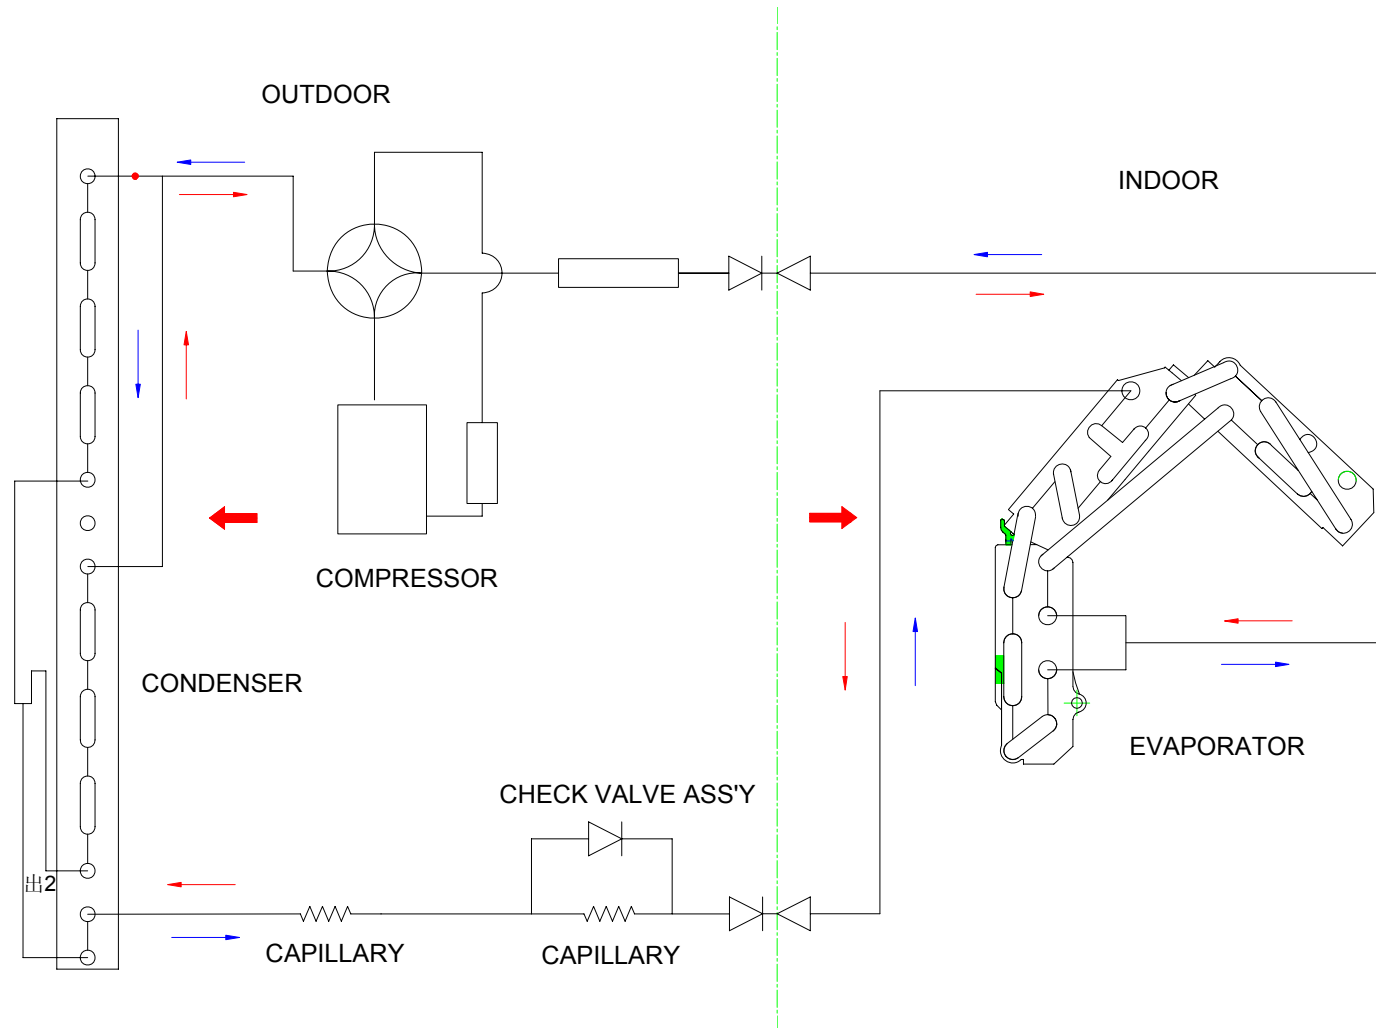 OUTDOOR
INDOOR
COMPRESSOR
CONDENSER
EVAPORATOR
CHECK VALVE ASS'Y
出2
CAPILLARY
CAPILLARY